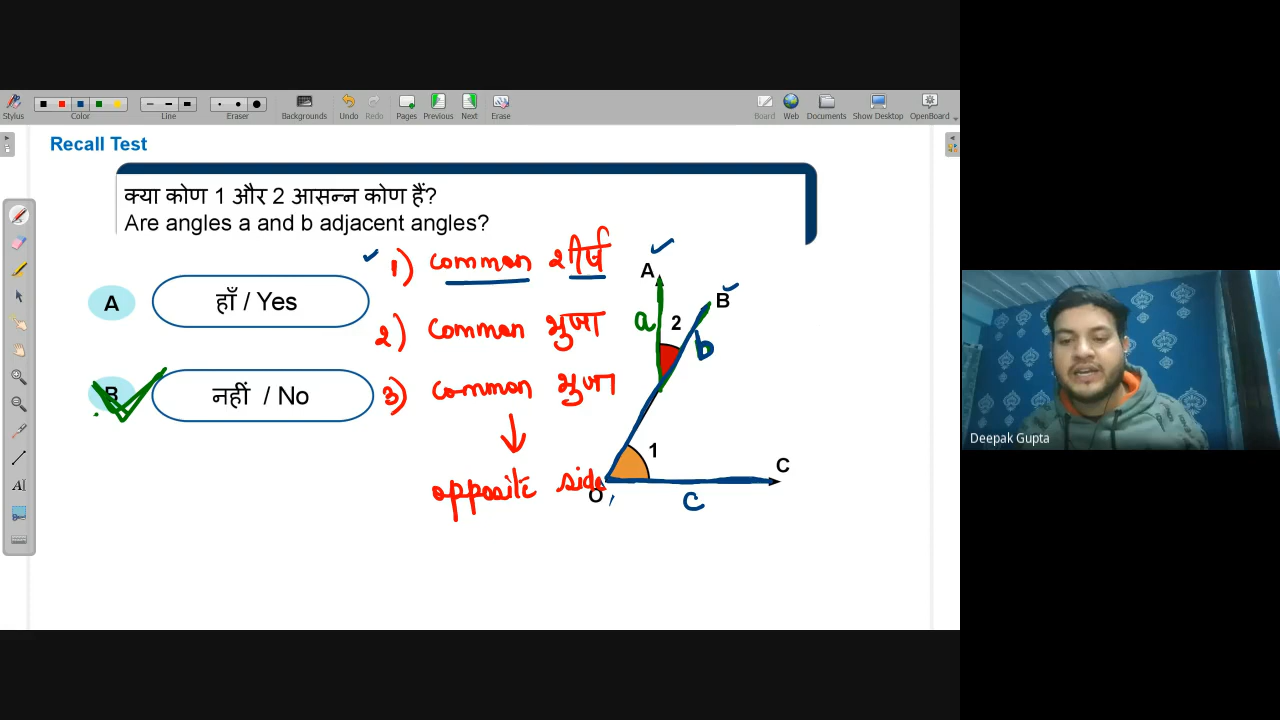 Stylus
Color
Line
Eraser
Backgrounds
Undo
Redo
Pages
Previous
Next
Erase
Board
Web
Documents
Show Desktop
OpenBoard
Recall Test
क्या कोण 1 और 2 आसन्न कोण हैं?
Are angles a and b adjacent angles?
A
हाँ / Yes
B
नहीं / No
1) common शीर्ष
2) common भुजा
3) common भुजा
opposite side
A
B
a
2
b
1
C
O
C
Deepak Gupta